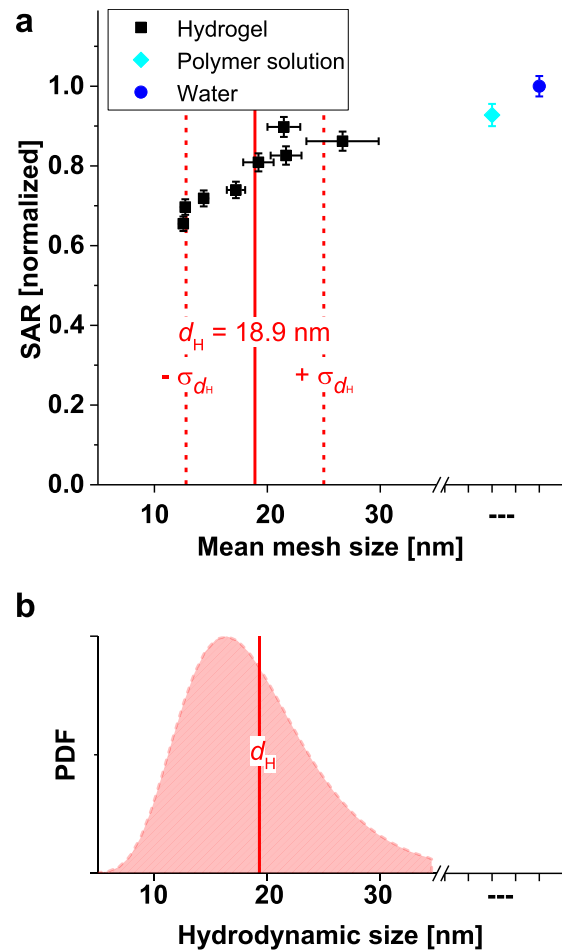 a
Hydrogel
Polymer solution
Water
SAR [normalized]
1.0
0.8
0.6
0.4
0.2
0.0
dH = 18.9 nm
- σdH
+ σdH
10 20 30 ---
Mean mesh size [nm]
b
PDF
dH
10 20 30 ---
Hydrodynamic size [nm]